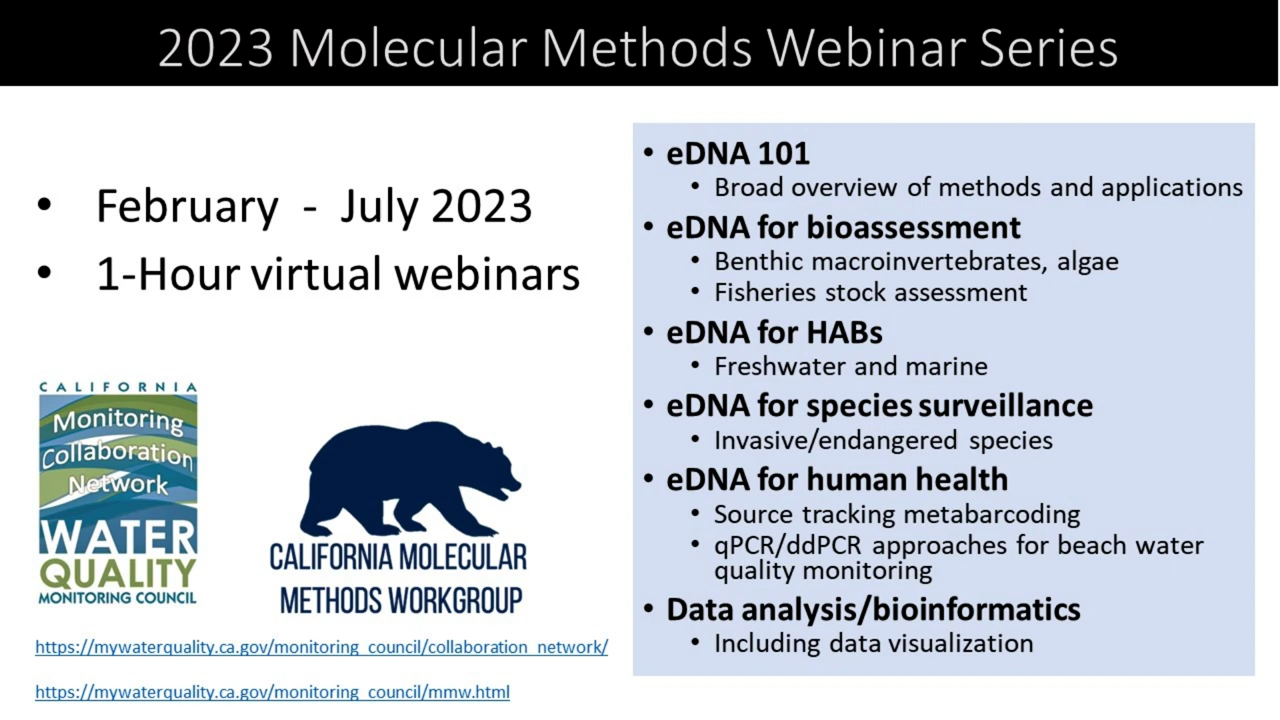 2023 Molecular Methods Webinar Series
• February - July 2023
• 1-Hour virtual webinars
CALIFORNIA
Monitoring
Collaboration
Network
WATER
QUALITY
MONITORING COUNCIL
CALIFORNIA MOLECULAR
METHODS WORKGROUP
https://mywaterquality.ca.gov/monitoring_council/collaboration_network/
https://mywaterquality.ca.gov/monitoring_council/mmw.html
• eDNA 101
• Broad overview of methods and applications
• eDNA for bioassessment
• Benthic macroinvertebrates, algae
• Fisheries stock assessment
• eDNA for HABs
• Freshwater and marine
• eDNA for species surveillance
• Invasive/endangered species
• eDNA for human health
• Source tracking metabarcoding
• qPCR/ddPCR approaches for beach water
quality monitoring
• Data analysis/bioinformatics
• Including data visualization